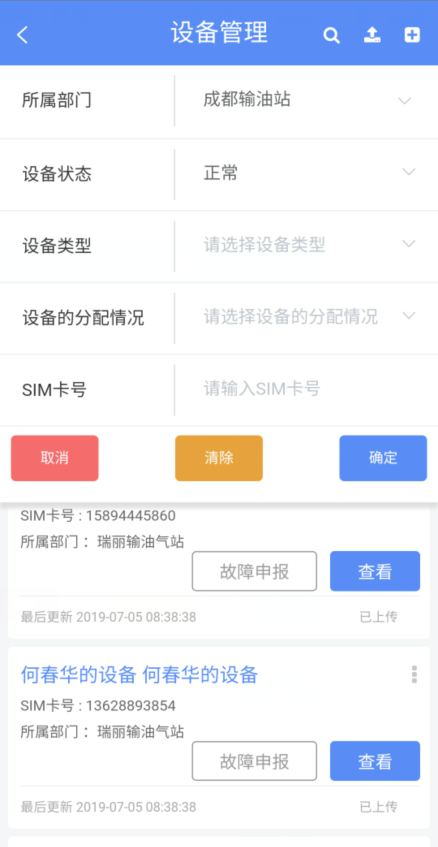 设备管理
所属部门 成都输油站
设备状态 正常
设备类型 请选择设备类型
设备的分配情况 请选择设备的分配情况
SIM卡号 请输入SIM卡号
取消 清除 确定
SIM卡号 : 15894445860
所属部门 ： 瑞丽输油气站
故障申报 查看
最后更新 2019-07-05 08:38:38 已上传
何春华的设备 何春华的设备
SIM卡号 : 13628893854
所属部门 ： 瑞丽输油气站
故障申报 查看
最后更新 2019-07-05 08:38:38 已上传